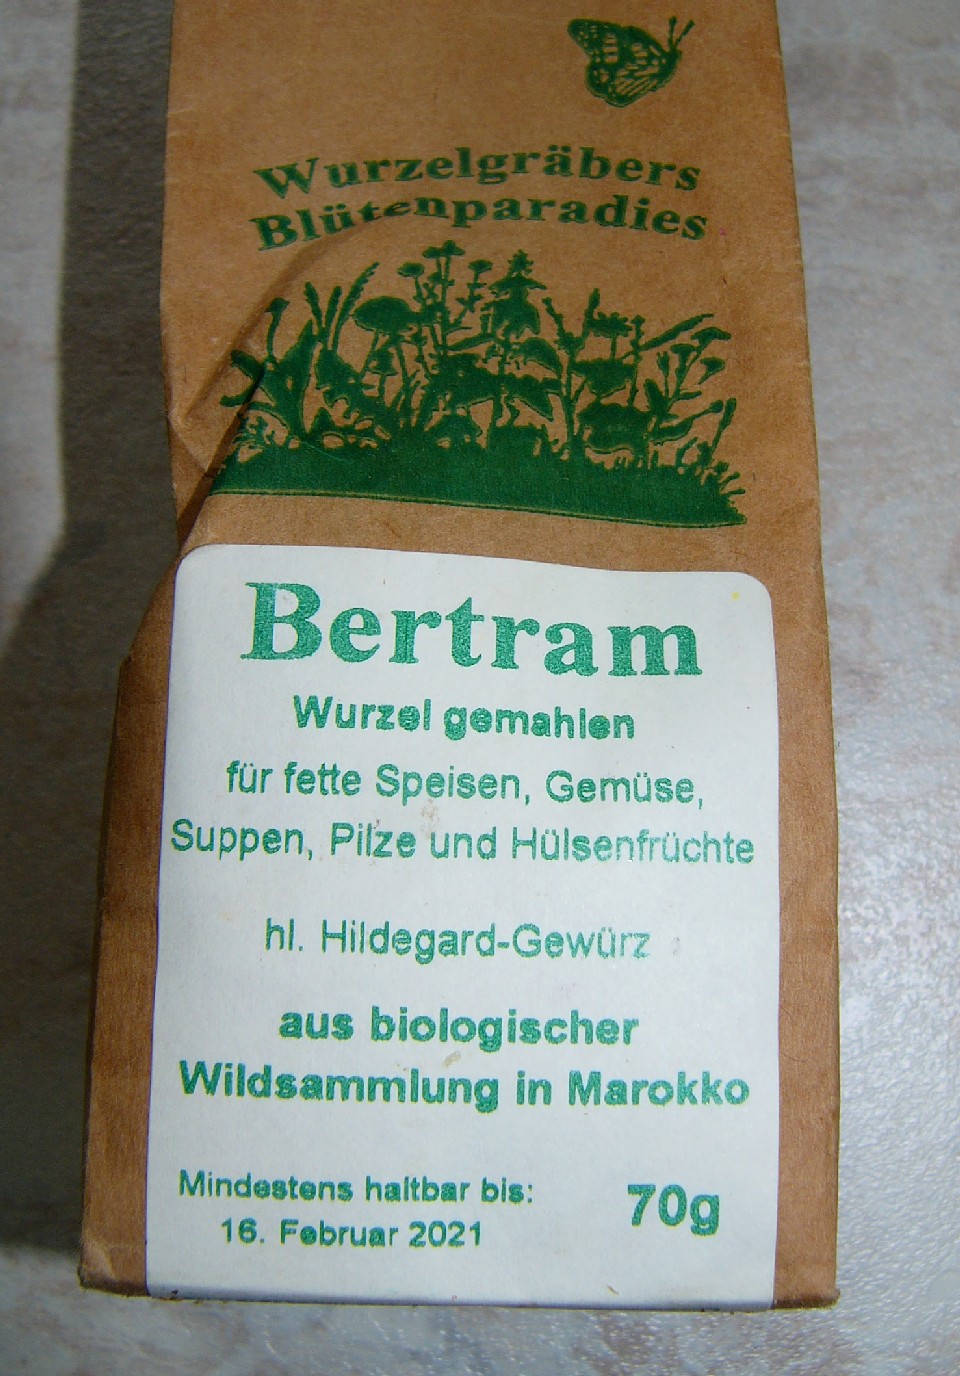 Wurzelgräbers
Blütenparadies
Bertram
Wurzel gemahlen
für fette Speisen, Gemüse,
Suppen, Pilze und Hülsenfrüchte
hl. Hildegard-Gewürz
aus biologischer
Wildsammlung in Marokko
Mindestens haltbar bis:
16. Februar 2021
70g